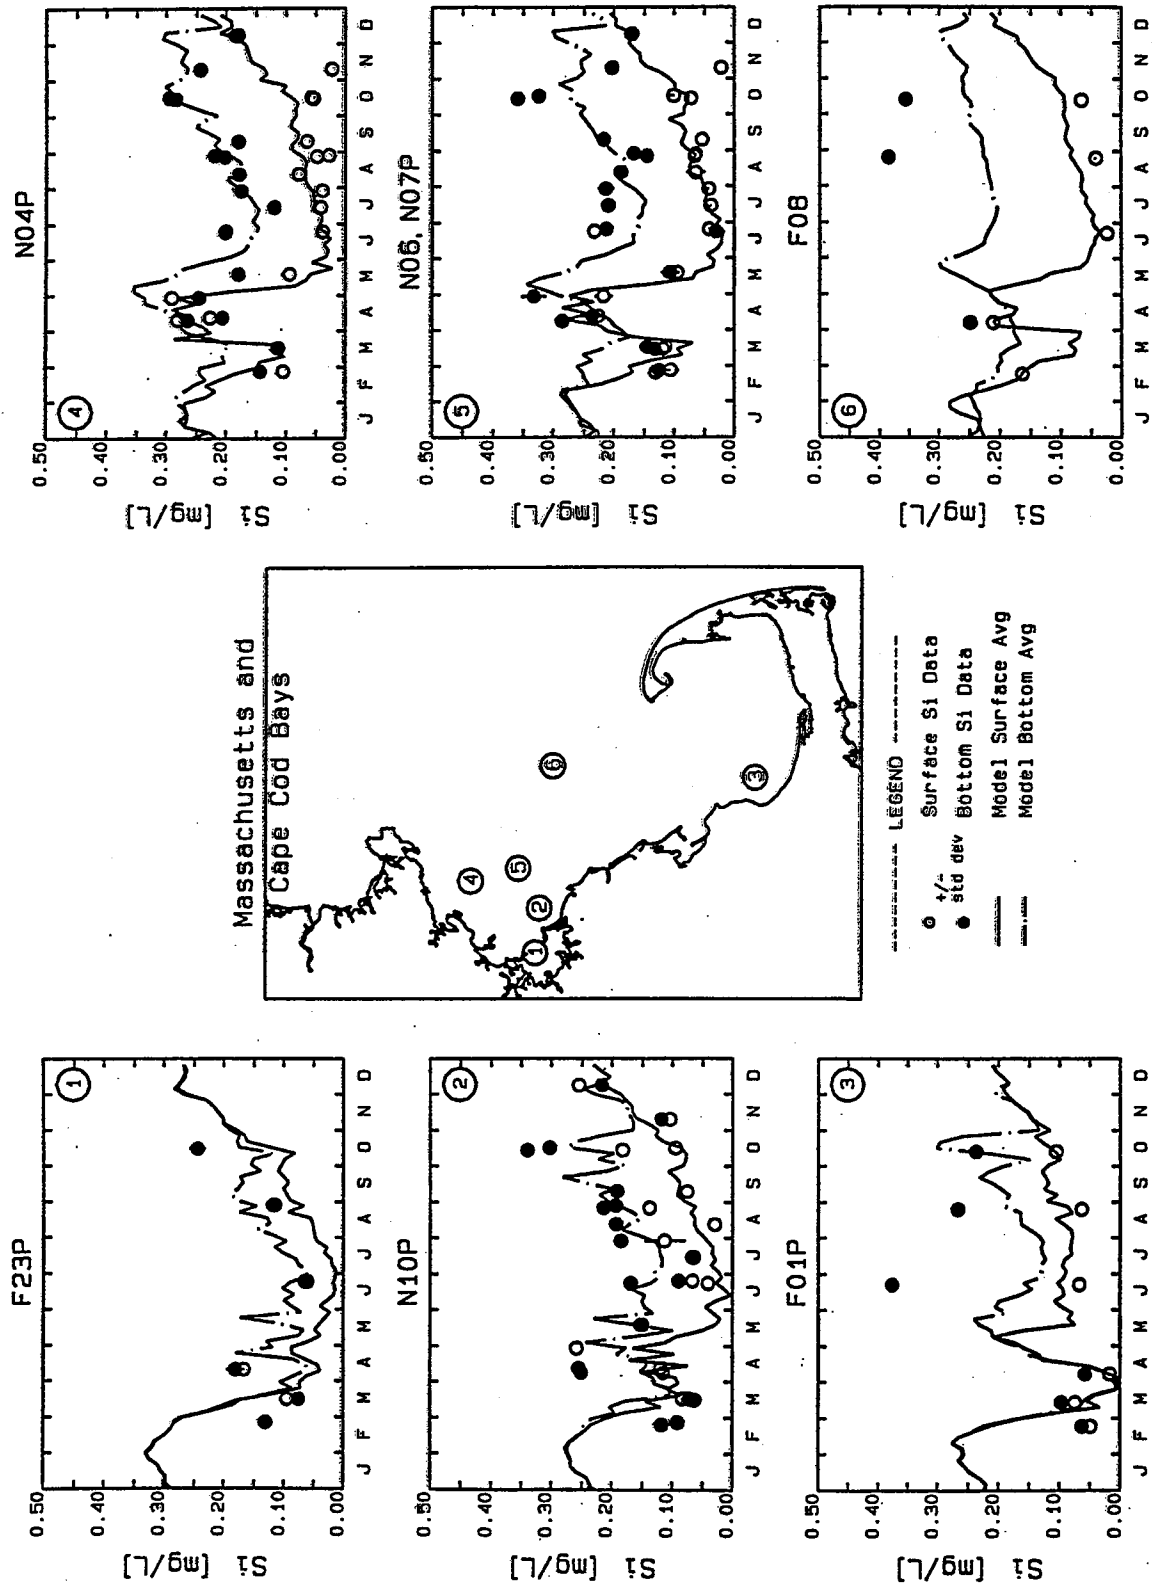 F23P
1
Si [mg/L]
0.50
0.40
0.30
0.20
0.10
0.00
J F M A M J J A S O N D
N10P
2
Si [mg/L]
0.50
0.40
0.30
0.20
0.10
0.00
J F M A M J J A S O N D
F01P
3
Si [mg/L]
0.50
0.40
0.30
0.20
0.10
0.00
J F M A M J J A S O N D
Massachusetts and
Cape Cod Bays
1
2
3
4
5
6
LEGEND
+/-
std dev
Surface Si Data
Bottom Si Data
Model Surface Avg
Model Bottom Avg
N04P
4
Si [mg/L]
0.50
0.40
0.30
0.20
0.10
0.00
J F M A M J J A S O N D
N06, N07P
5
Si [mg/L]
0.50
0.40
0.30
0.20
0.10
0.00
J F M A M J J A S O N D
F08
6
Si [mg/L]
0.50
0.40
0.30
0.20
0.10
0.00
J F M A M J J A S O N D